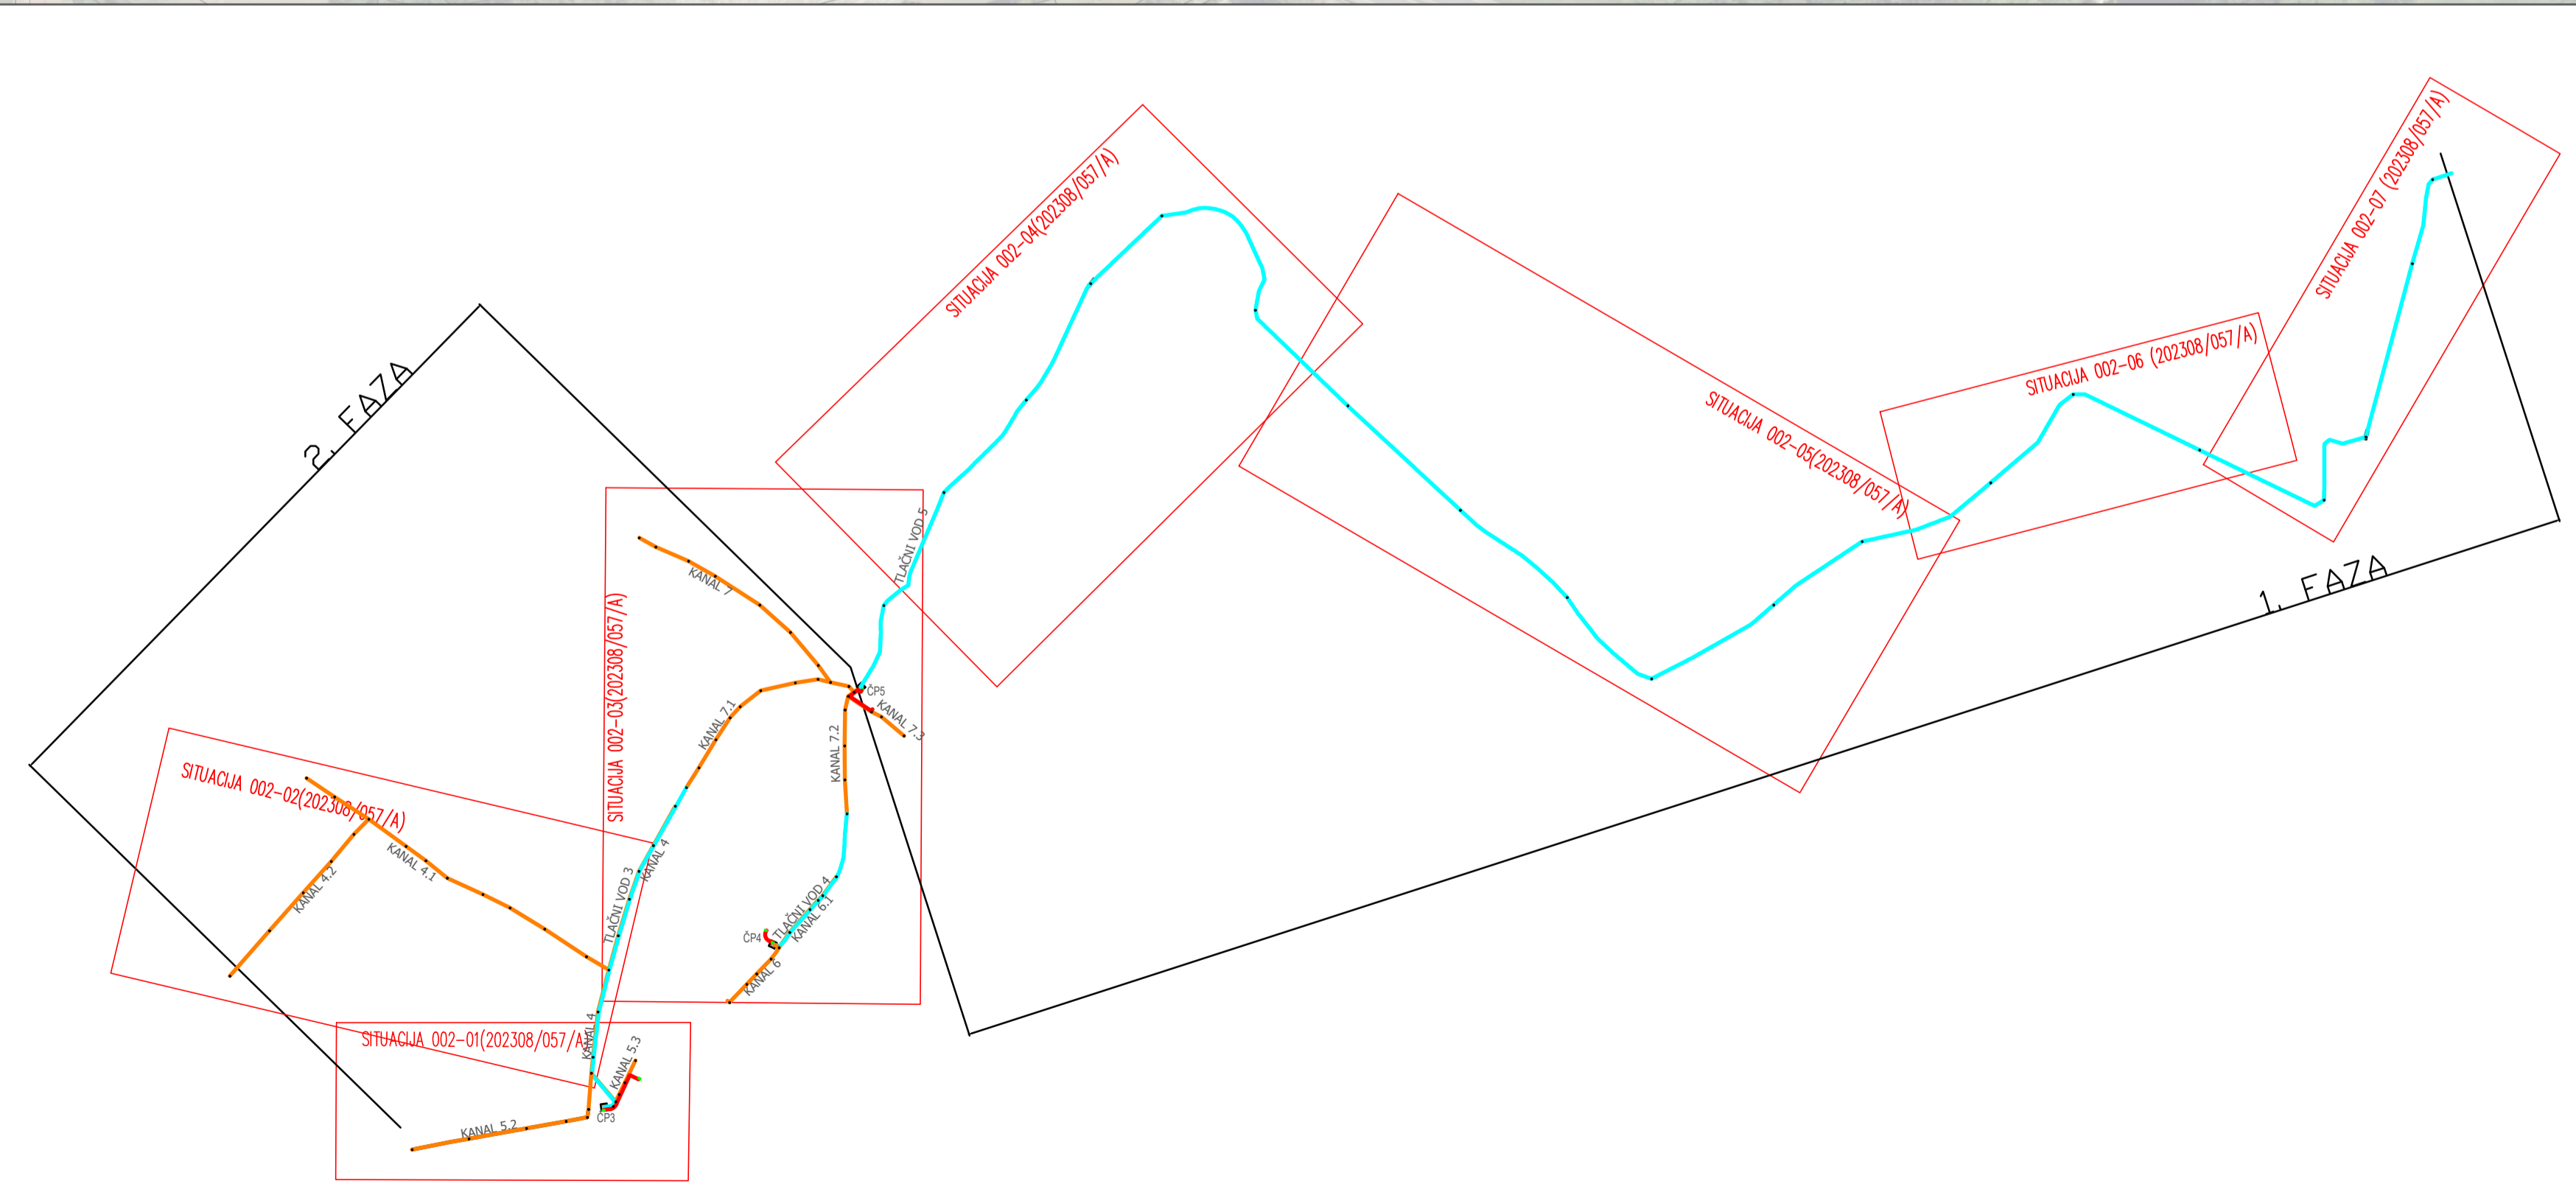 SITUACIJA 002-07 (202308/057/A)
SITUACIJA 002-04(202308/057/A)
SITUACIJA 002-06 (202308/057/A)
2. FAZA
SITUACIJA 002-05(202308/057/A)
TLAČNI VOD 5
KANAL 7
1. FAZA
SITUACIJA 002-03(202308/057/A)
ČP5
KANAL 7.3
KANAL 7.1
KANAL 7.2
SITUACIJA 002-02(202308/057/A)
KANAL 4.1
KANAL 4
KANAL 4.2
TLAČNI VOD 3
TLAČNI VOD 4
KANAL 6.1
ČP4
KANAL 6
SITUACIJA 002-01(202308/057/A)
KANAL 4
KANAL 5.3
ČP3
KANAL 5.2